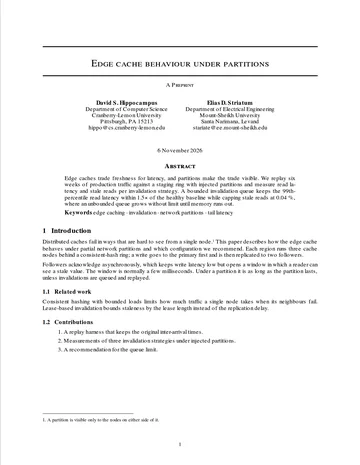 EDGE CACHE BEHAVIOUR UNDER PARTITIONS
A PREPRINT
David S. Hippocampus
Department of Computer Science
Cranberry-Lemon University
Pittsburgh, PA 15213
hippo@cs.cranberry-lemon.edu
Elias D. Striatum
Department of Electrical Engineering
Mount-Sheikh University
Santa Narimana, Levand
stariate@ee.mount-sheikh.edu
6 November 2026
ABSTRACT
Edge caches trade freshness for latency, and partitions make the trade visible. We replay six
weeks of production traffic against a staging ring with injected partitions and measure read la-
tency and stale reads per invalidation strategy. A bounded invalidation queue keeps the 99th-
percentile read latency within 1.5× of the healthy baseline while capping stale reads at 0.04 %,
where an unbounded queue grows without limit until memory runs out.
Keywords edge caching · invalidation · network partitions · tail latency
1 Introduction
Distributed caches fail in ways that are hard to see from a single node.¹ This paper describes how the edge cache
behaves under partial network partitions and which configuration we recommend. Each region runs three cache
nodes behind a consistent-hash ring; a write goes to the primary first and is then replicated to two followers.
Followers acknowledge asynchronously, which keeps write latency low but opens a window in which a reader can
see a stale value. The window is normally a few milliseconds. Under a partition it is as long as the partition lasts,
unless invalidations are queued and replayed.
1.1 Related work
Consistent hashing with bounded loads limits how much traffic a single node takes when its neighbours fail.
Lease-based invalidation bounds staleness by the lease length instead of the replication delay.
1.2 Contributions
1. A replay harness that keeps the original inter-arrival times.
2. Measurements of three invalidation strategies under injected partitions.
3. A recommendation for the queue limit.
1. A partition is visible only to the nodes on either side of it.
1